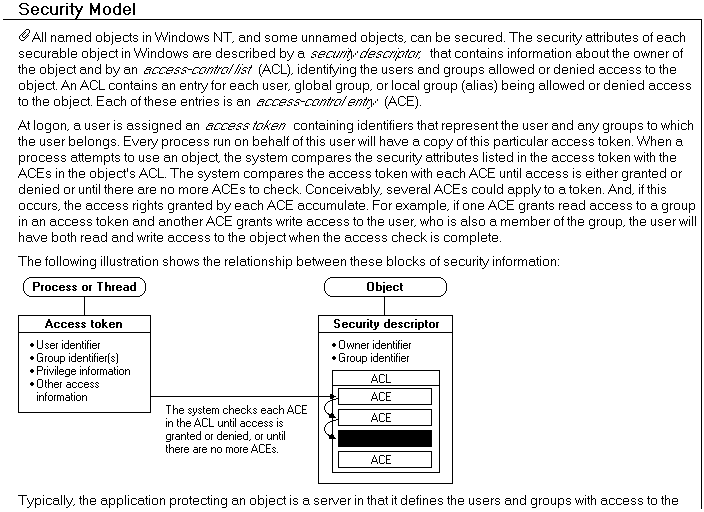 Security Model
All named objects in Windows NT, and some unnamed objects, can be secured. The security attributes of each
securable object in Windows are described by a security descriptor, that contains information about the owner of
the object and by an access-control list (ACL), identifying the users and groups allowed or denied access to the
object. An ACL contains an entry for each user, global group, or local group (alias) being allowed or denied access
to the object. Each of these entries is an access-control entry (ACE).
At logon, a user is assigned an access token containing identifiers that represent the user and any groups to which
the user belongs. Every process run on behalf of this user will have a copy of this particular access token. When a
process attempts to use an object, the system compares the security attributes listed in the access token with the
ACEs in the object's ACL. The system compares the access token with each ACE until access is either granted or
denied or until there are no more ACEs to check. Conceivably, several ACEs could apply to a token. And, if this
occurs, the access rights granted by each ACE accumulate. For example, if one ACE grants read access to a group
in an access token and another ACE grants write access to the user, who is also a member of the group, the user will
have both read and write access to the object when the access check is complete.
The following illustration shows the relationship between these blocks of security information:
Process or Thread
Access token
• User identifier
• Group identifier(s)
• Privilege information
• Other access
information
The system checks each ACE
in the ACL until access is
granted or denied, or until
there are no more ACEs.
Object
Security descriptor
• Owner identifier
• Group identifier
ACL
ACE
ACE
ACE
Typically, the application protecting an object is a server in that it defines the users and groups with access to the